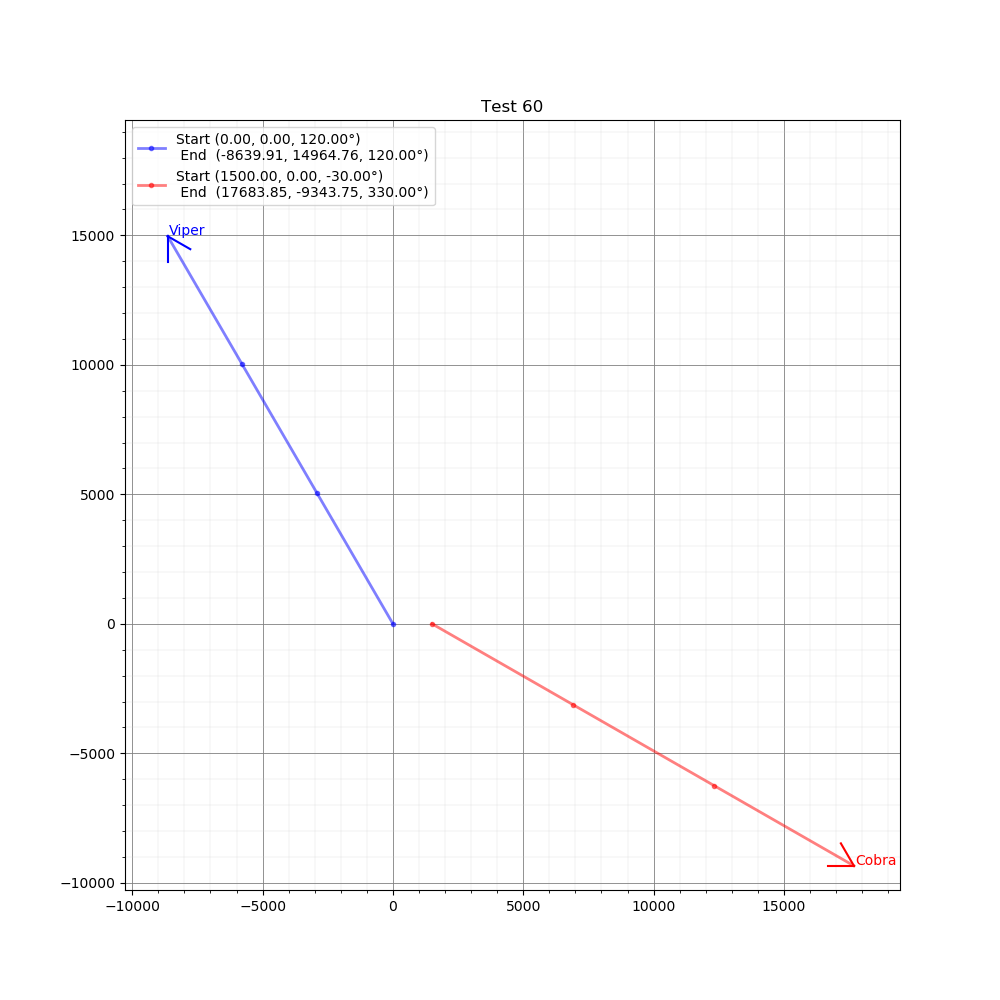 Test 60
Start (0.00, 0.00, 120.00°)
End  (-8639.91, 14964.76, 120.00°)
Start (1500.00, 0.00, -30.00°)
End  (17683.85, -9343.75, 330.00°)
Viper
15000
10000
5000
0
−5000
Cobra
−10000
−10000 −5000 0 5000 10000 15000